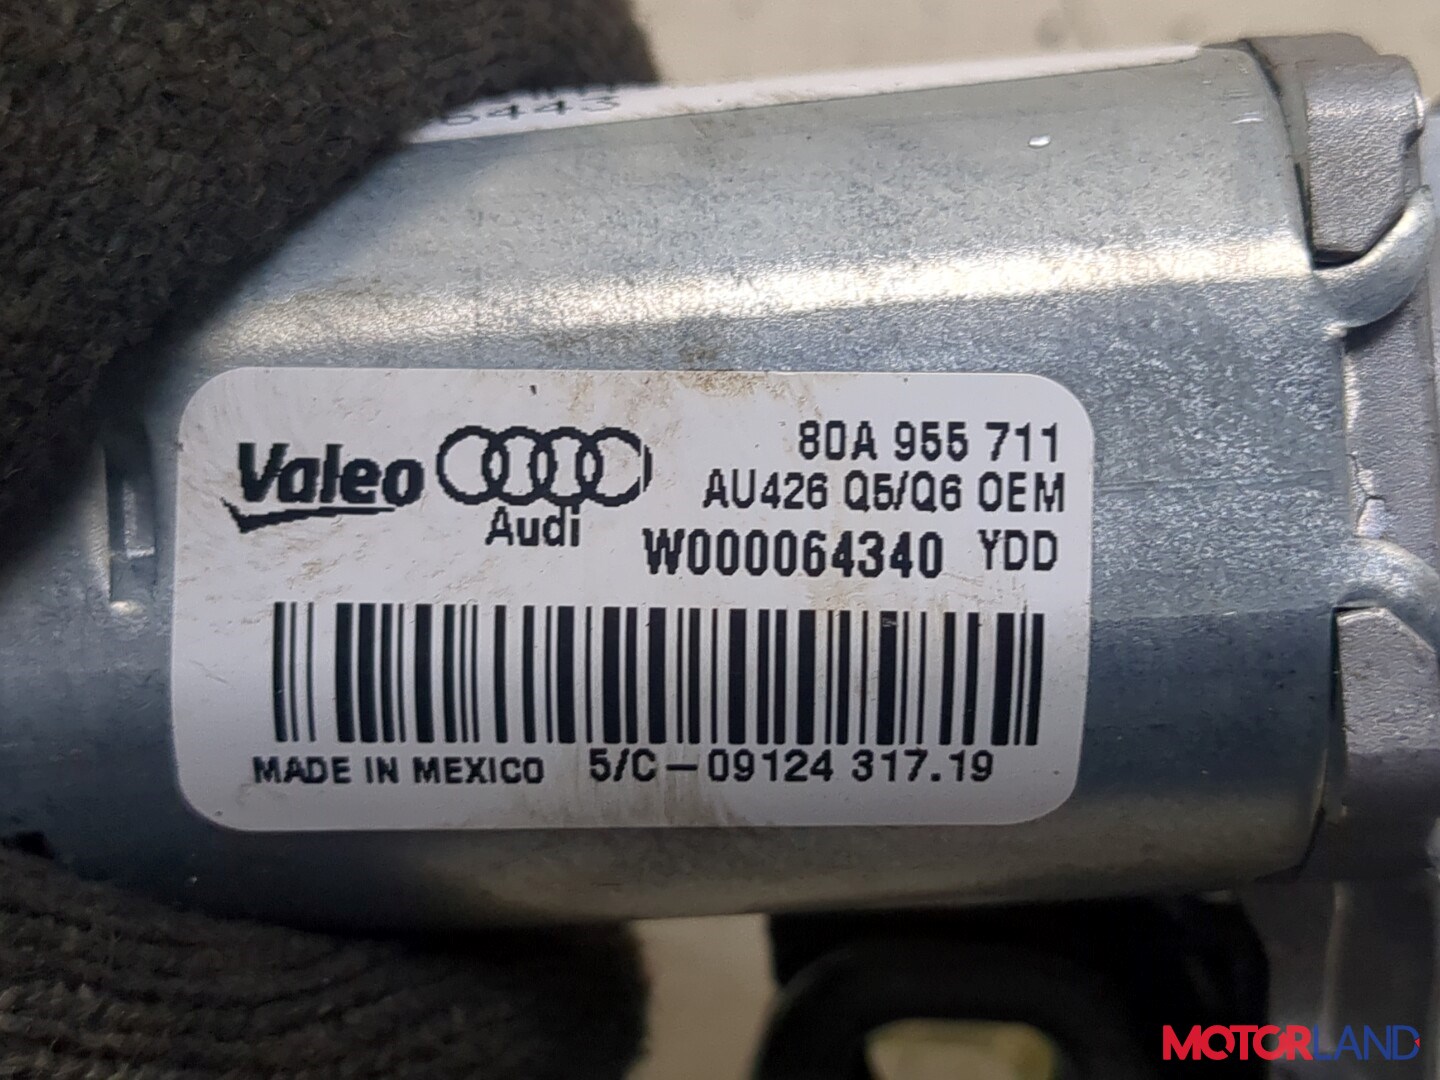 6443
Valeo Audi
80A 955 711
AU426 Q5/Q6 OEM
W000064340 YDD
MADE IN MEXICO 5/C-09124 317.19
MOTORLAND